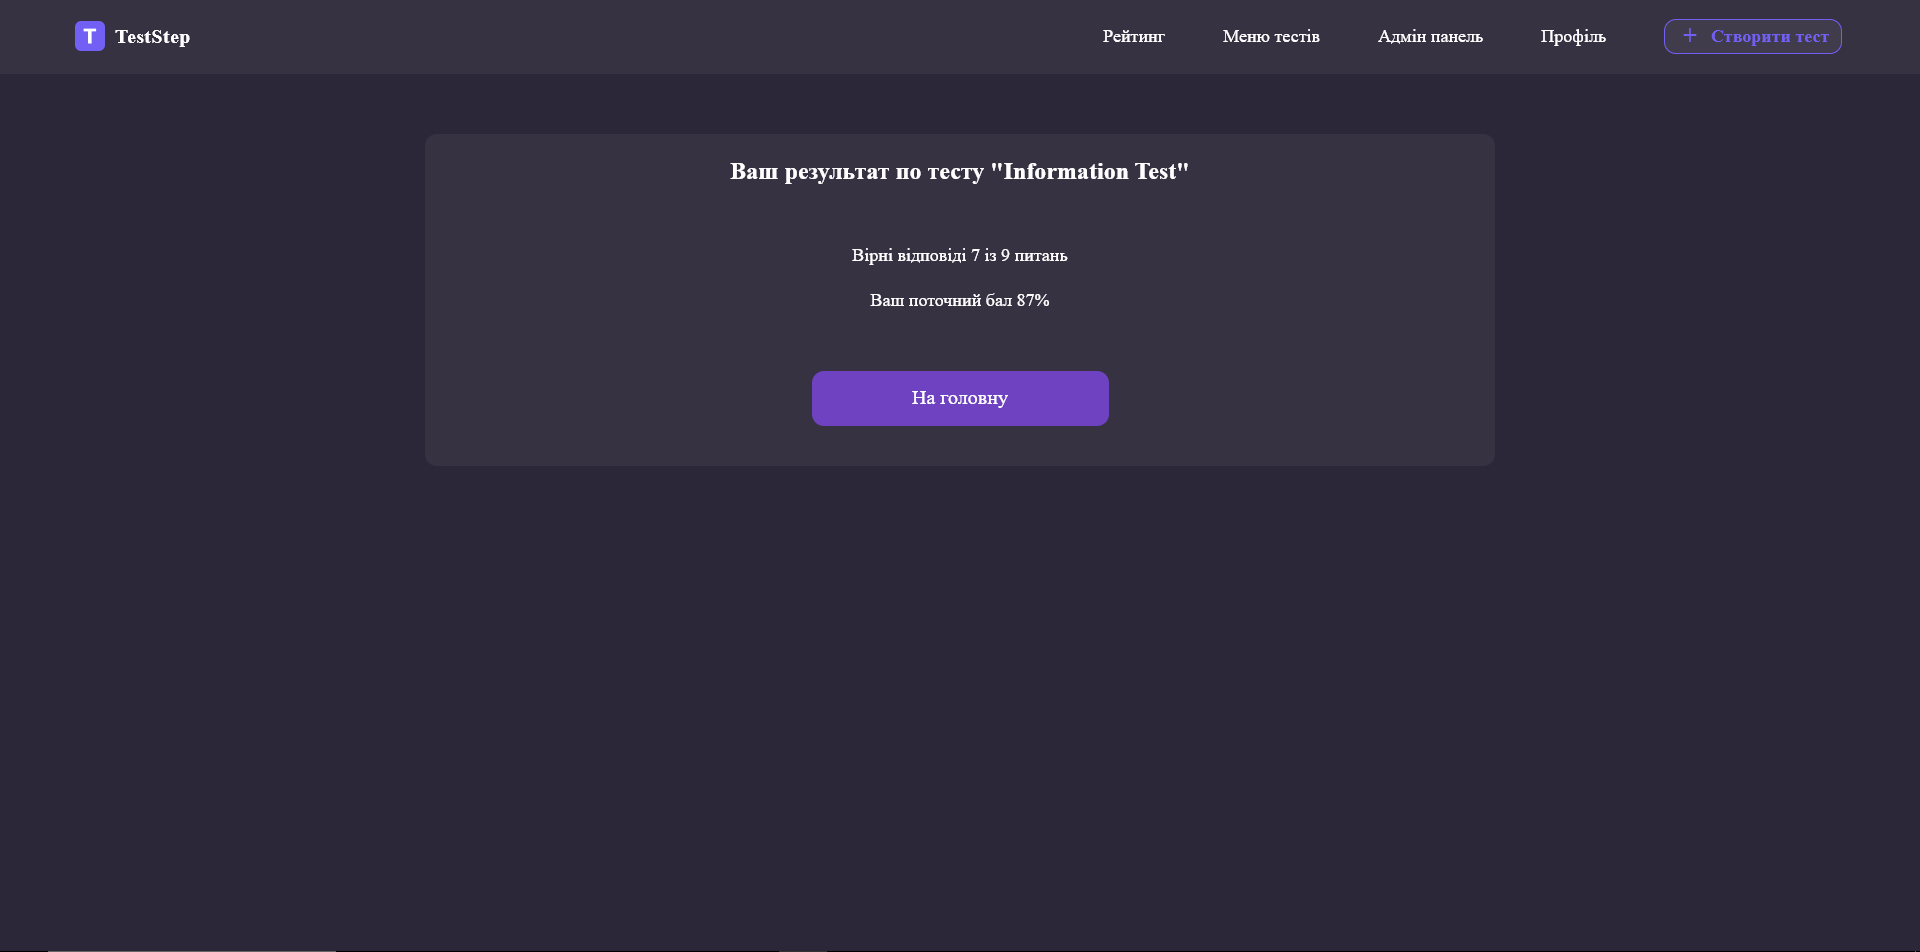 T TestStep
Рейтинг
Меню тестів
Адмін панель
Профіль
+ Створити тест
Ваш результат по тесту "Information Test"
Вірні відповіді 7 із 9 питань
Ваш поточний бал 87%
На головну